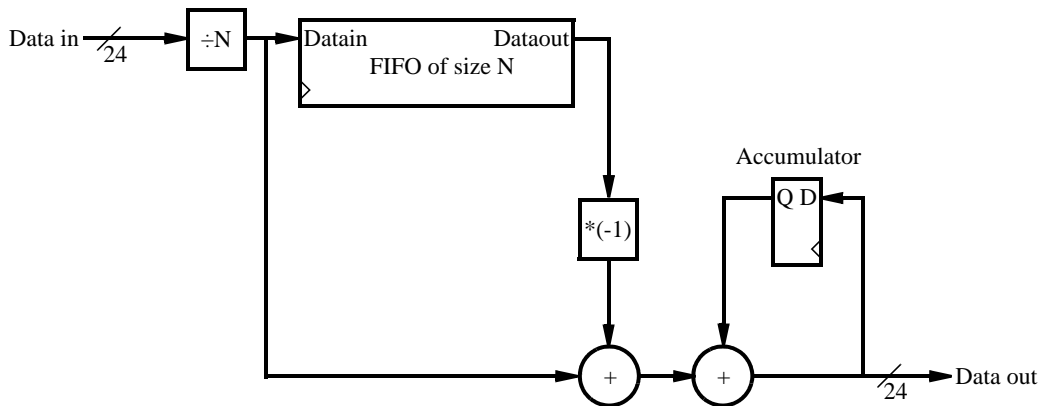 Data in
24
÷N
Datain
Dataout
FIFO of size N
Accumulator
Q D
*(-1)
+
+
24
Data out